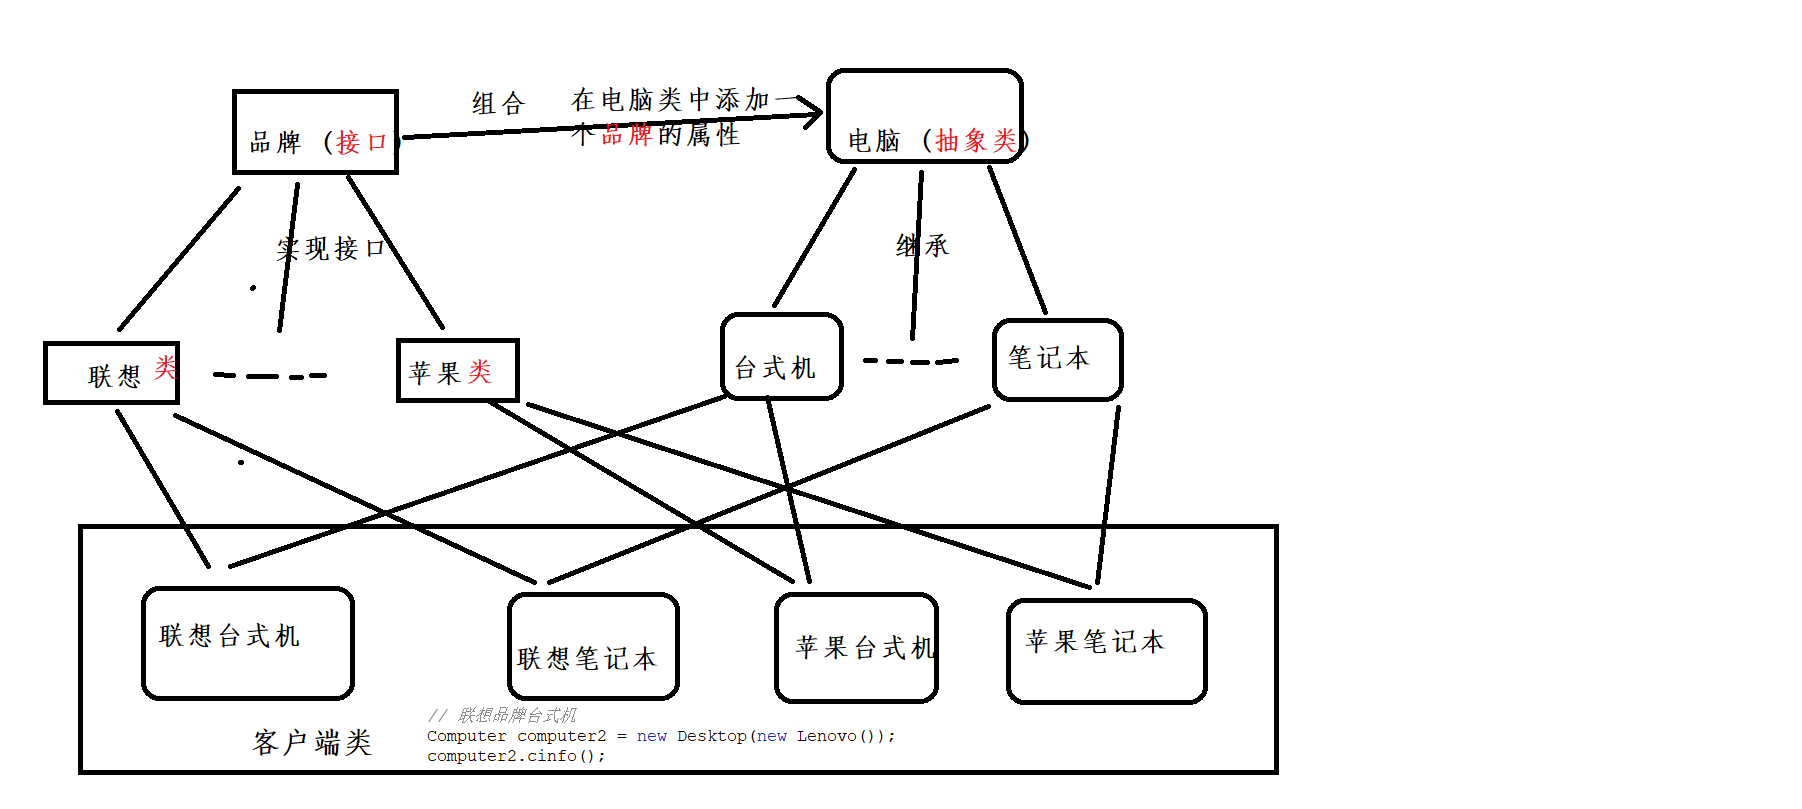 组合
在电脑类中添加一
个品牌的属性
品牌（接口）
电脑（抽象类）
实现接口
继承
联想 类
苹果类
台式机
笔记本
联想台式机
联想笔记本
苹果台式机
苹果笔记本
客户端类
// 联想品牌台式机
Computer computer2 = new Desktop(new Lenovo());
computer2.cinfo();